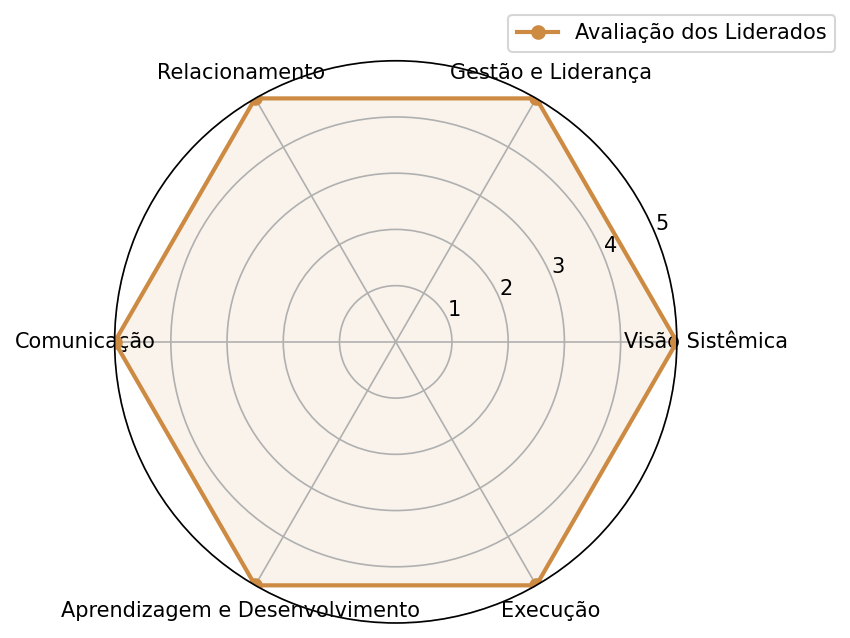 Avaliação dos Liderados
Relacionamento
Gestão e Liderança
5
4
3
2
1
Comunicação
Visão Sistêmica
Aprendizagem e Desenvolvimento
Execução